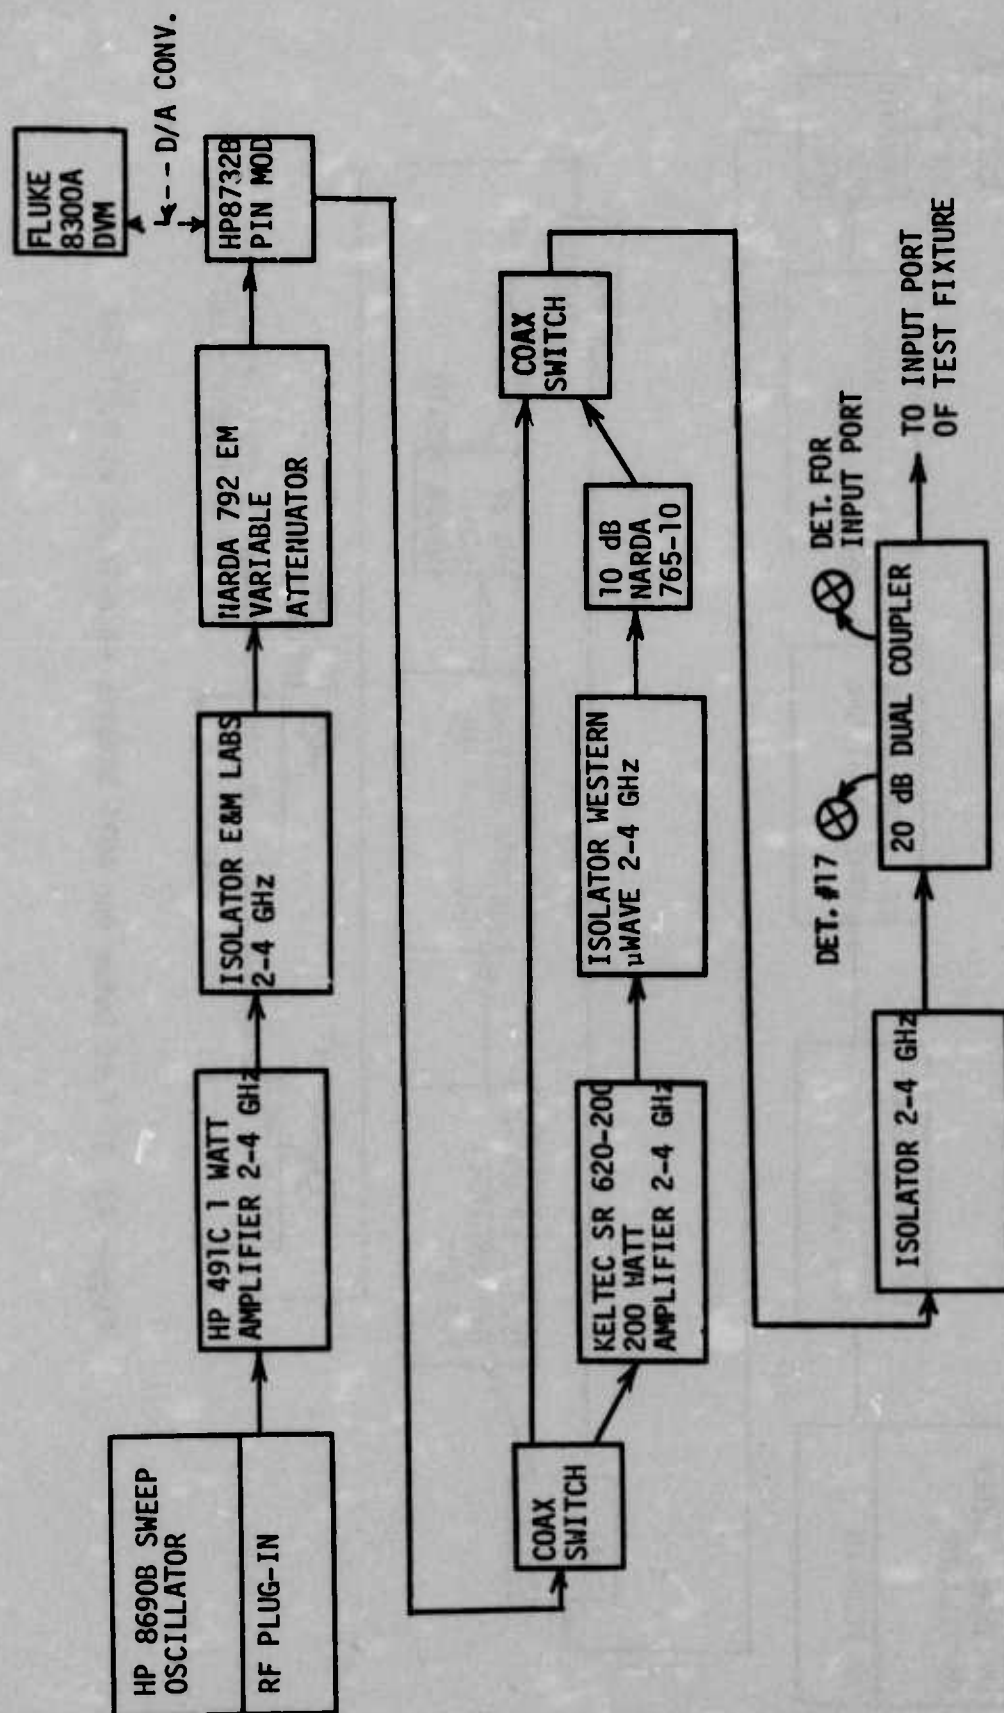 HP 8690B SWEEP
OSCILLATOR
RF PLUG-IN
HP 491C 1 WATT
AMPLIFIER 2-4 GHz
ISOLATOR E&M LABS
2-4 GHz
NARDA 792 EM
VARIABLE
ATTENUATOR
HP8732B
PIN MOD
FLUKE
8300A
DVM
D/A CONV.
COAX
SWITCH
KELTEC SR 620-200
200 WATT
AMPLIFIER 2-4 GHz
ISOLATOR WESTERN
µWAVE 2-4 GHz
10 dB
NARDA
765-10
COAX
SWITCH
ISOLATOR 2-4 GHz
DET. #17
20 dB DUAL COUPLER
DET. FOR
INPUT PORT
TO INPUT PORT
OF TEST FIXTURE